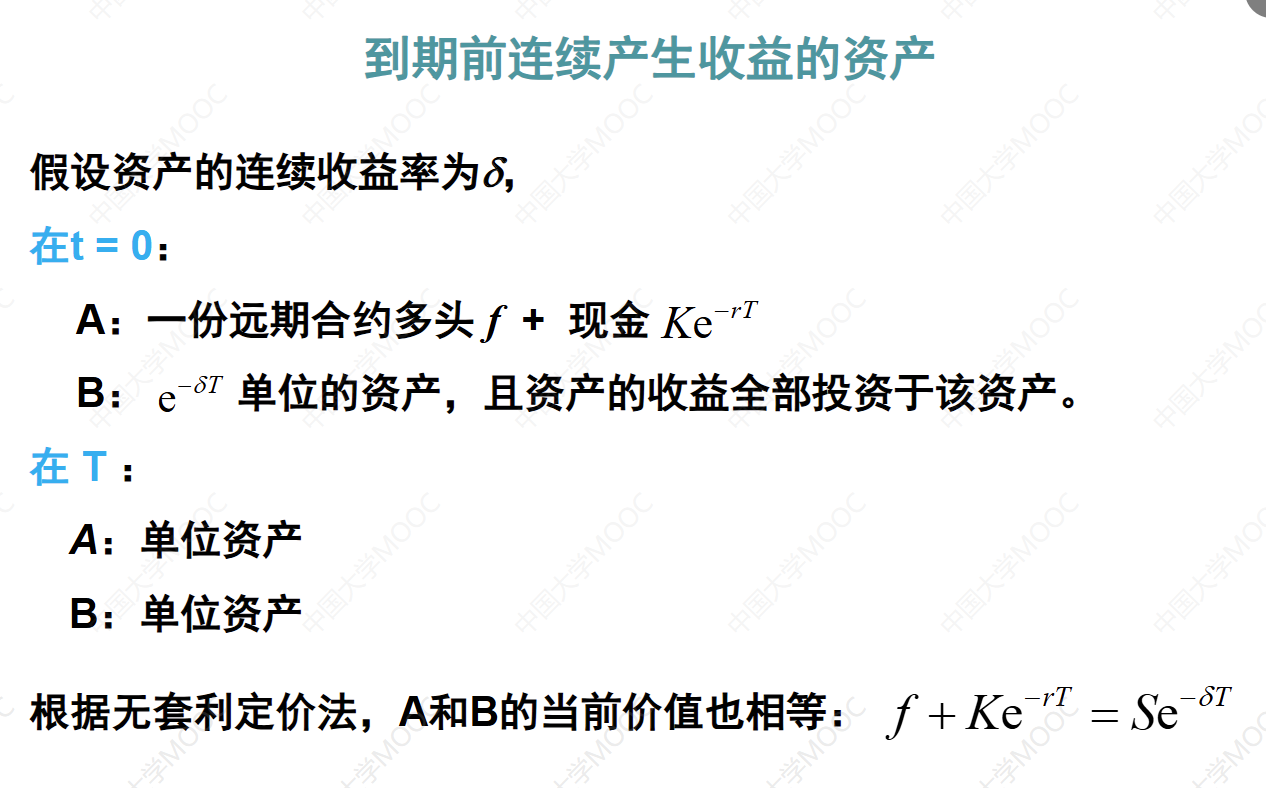 到期前连续产生收益的资产
假设资产的连续收益率为δ,
在t = 0：
A：一份远期合约多头 f + 现金 Ke^{-rT}
B： e^{-δT} 单位的资产，且资产的收益全部投资于该资产。
在 T ：
A：单位资产
B：单位资产
根据无套利定价法，A和B的当前价值也相等： f + Ke^{-rT} = Se^{-δT}
中国大学MOOC